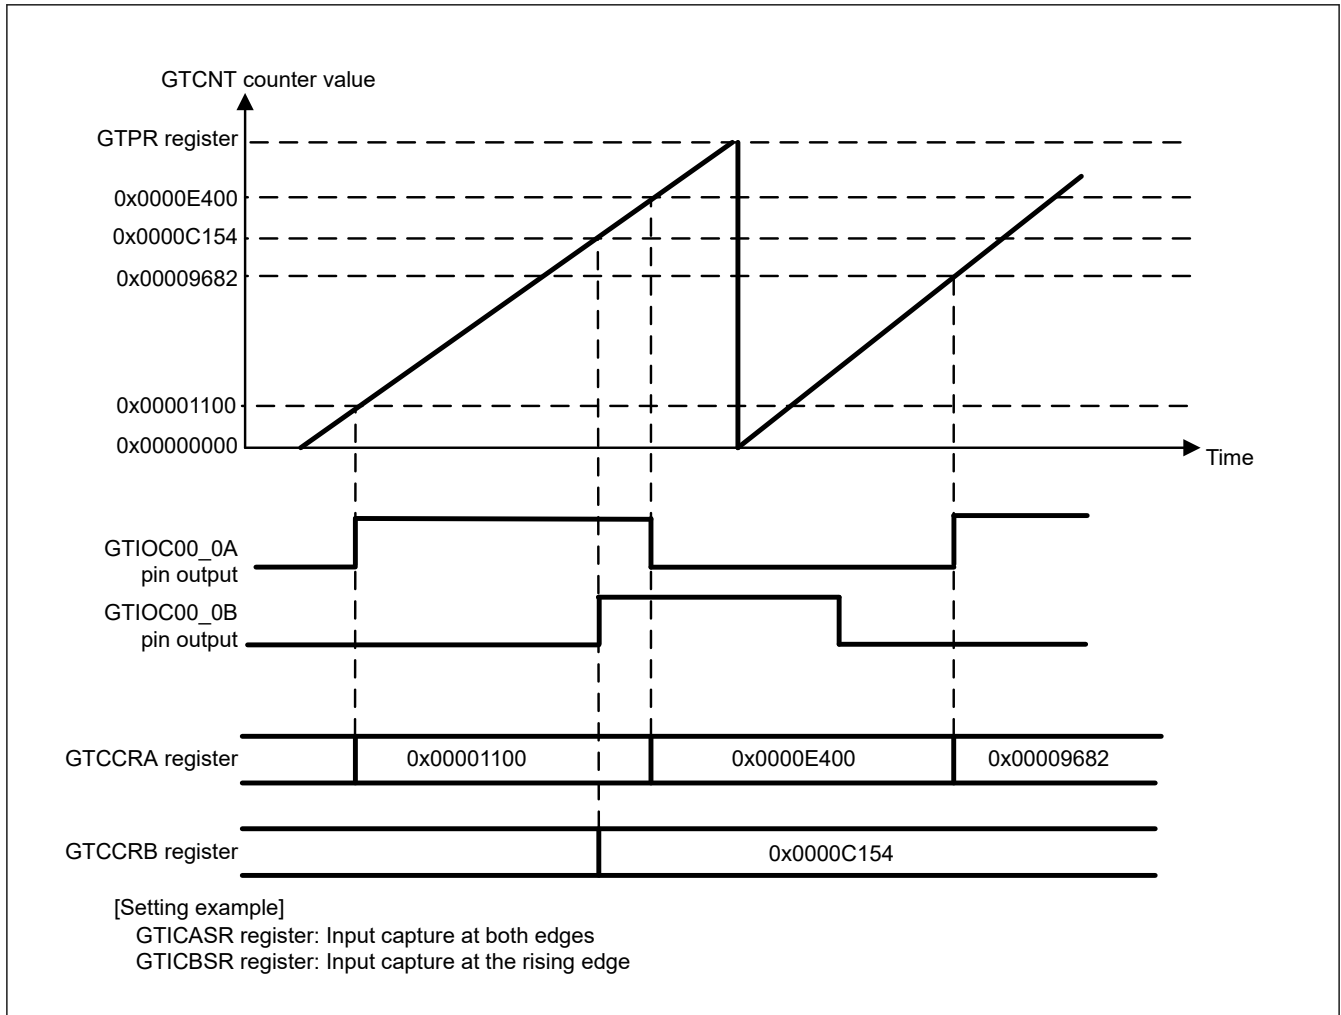 GTCNT counter value
GTPR register
0x0000E400
0x0000C154
0x00009682
0x00001100
0x00000000
Time
GTIOC00_0A
pin output
GTIOC00_0B
pin output
GTCCRA register
0x00001100
0x0000E400
0x00009682
GTCCRB register
0x0000C154
[Setting example]
GTICASR register: Input capture at both edges
GTICBSR register: Input capture at the rising edge